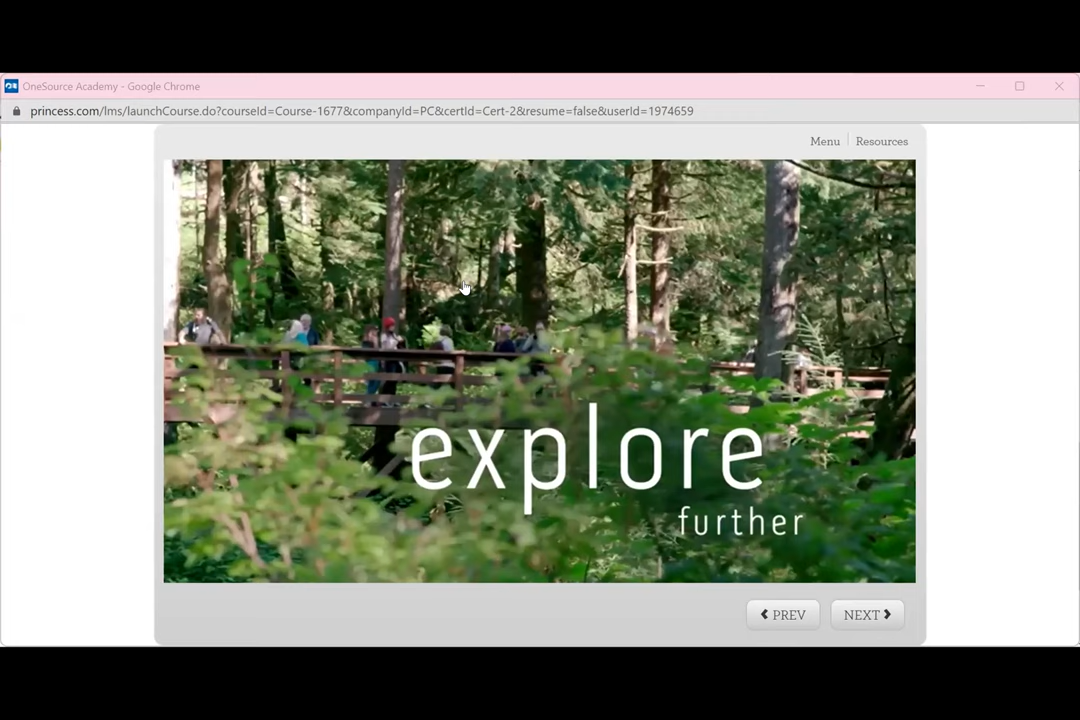 OneSource Academy - Google Chrome
princess.com/lms/launchCourse.do?courseId=Course-1677&companyId=PC&certId=Cert-2&resume=false&userId=1974659
Menu
Resources
explore
further
PREV
NEXT